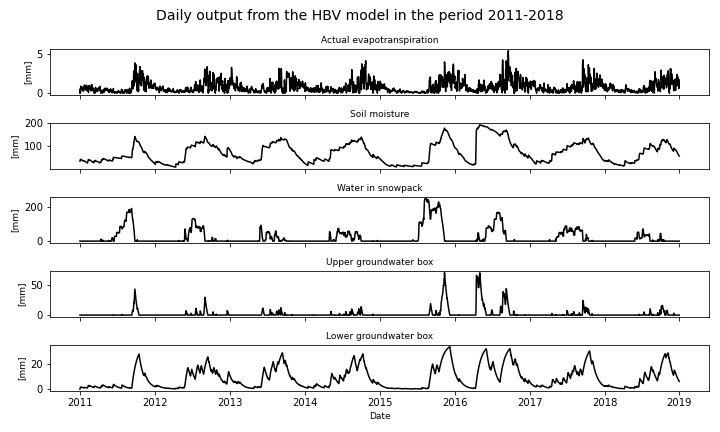 Daily output from the HBV model in the period 2011-2018
Actual evapotranspiration
[mm]
5
0
Soil moisture
[mm]
200
100
Water in snowpack
[mm]
200
0
Upper groundwater box
[mm]
50
0
Lower groundwater box
[mm]
20
0
2011 2012 2013 2014 2015 2016 2017 2018 2019
Date